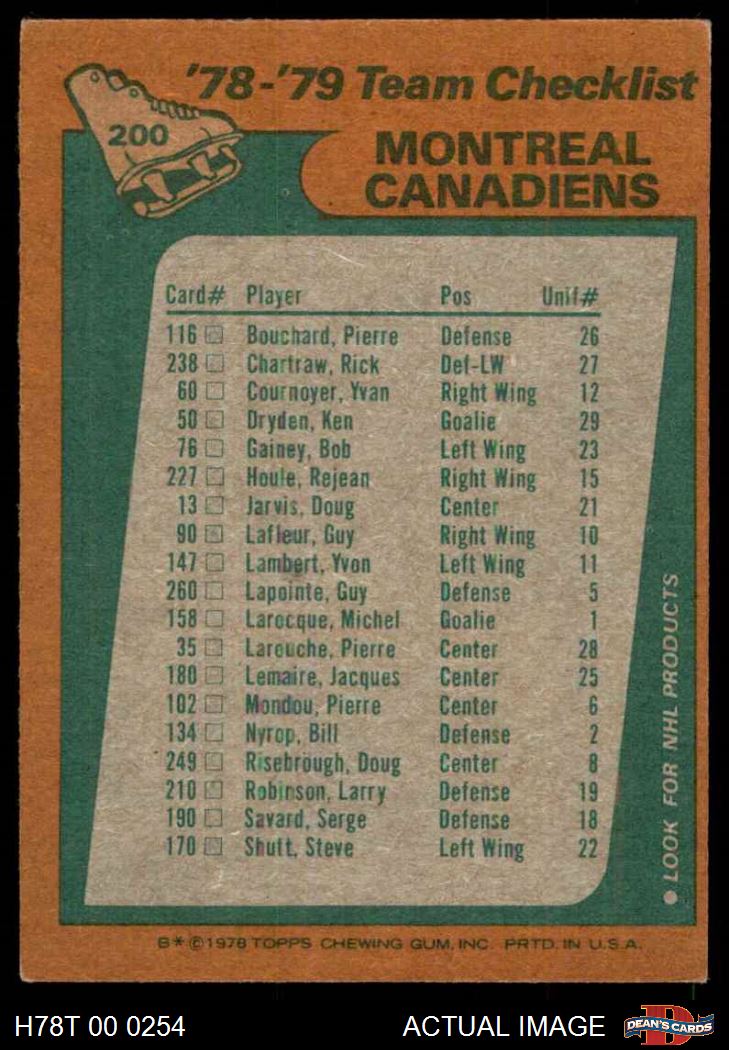 '78-'79 Team Checklist
200
MONTREAL
CANADIENS
Card# Player Pos Unif#
116 Bouchard, Pierre Defense 26
238 Chartraw, Rick Def-LW 27
60 Cournoyer, Yvan Right Wing 12
50 Dryden, Ken Goalie 29
76 Gainey, Bob Left Wing 23
227 Houle, Rejean Right Wing 15
13 Jarvis, Doug Center 21
90 Lafleur, Guy Right Wing 10
147 Lambert, Yvon Left Wing 11
260 Lapointe, Guy Defense 5
158 Larocque, Michel Goalie 1
35 Larouche, Pierre Center 28
180 Lemaire, Jacques Center 25
102 Mondou, Pierre Center 6
134 Nyrop, Bill Defense 2
249 Risebrough, Doug Center 8
210 Robinson, Larry Defense 19
190 Savard, Serge Defense 18
170 Shutt, Steve Left Wing 22
● LOOK FOR NHL PRODUCTS
B*©1978 TOPPS CHEWING GUM, INC. PRTD. IN U.S.A.
H78T 00 0254 ACTUAL IMAGE
D
DEAN'S CARDS